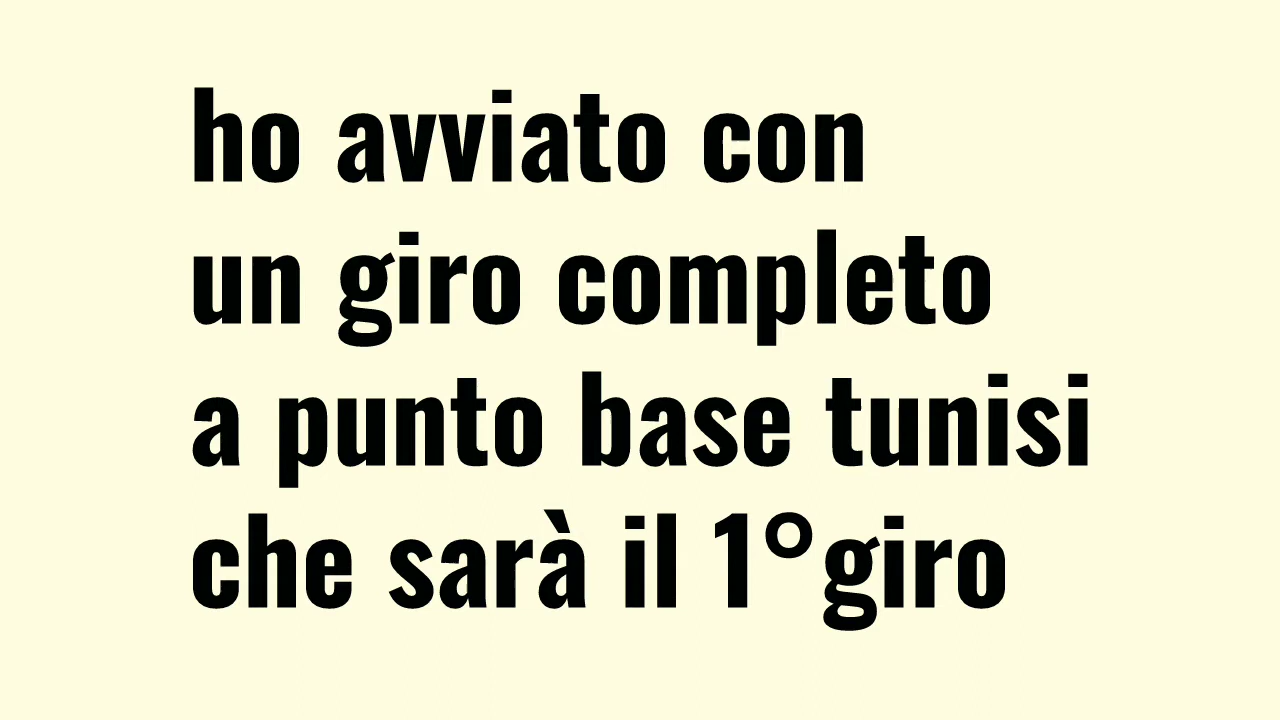 ho avviato con
un giro completo
a punto base tunisi
che sarà il 1°giro